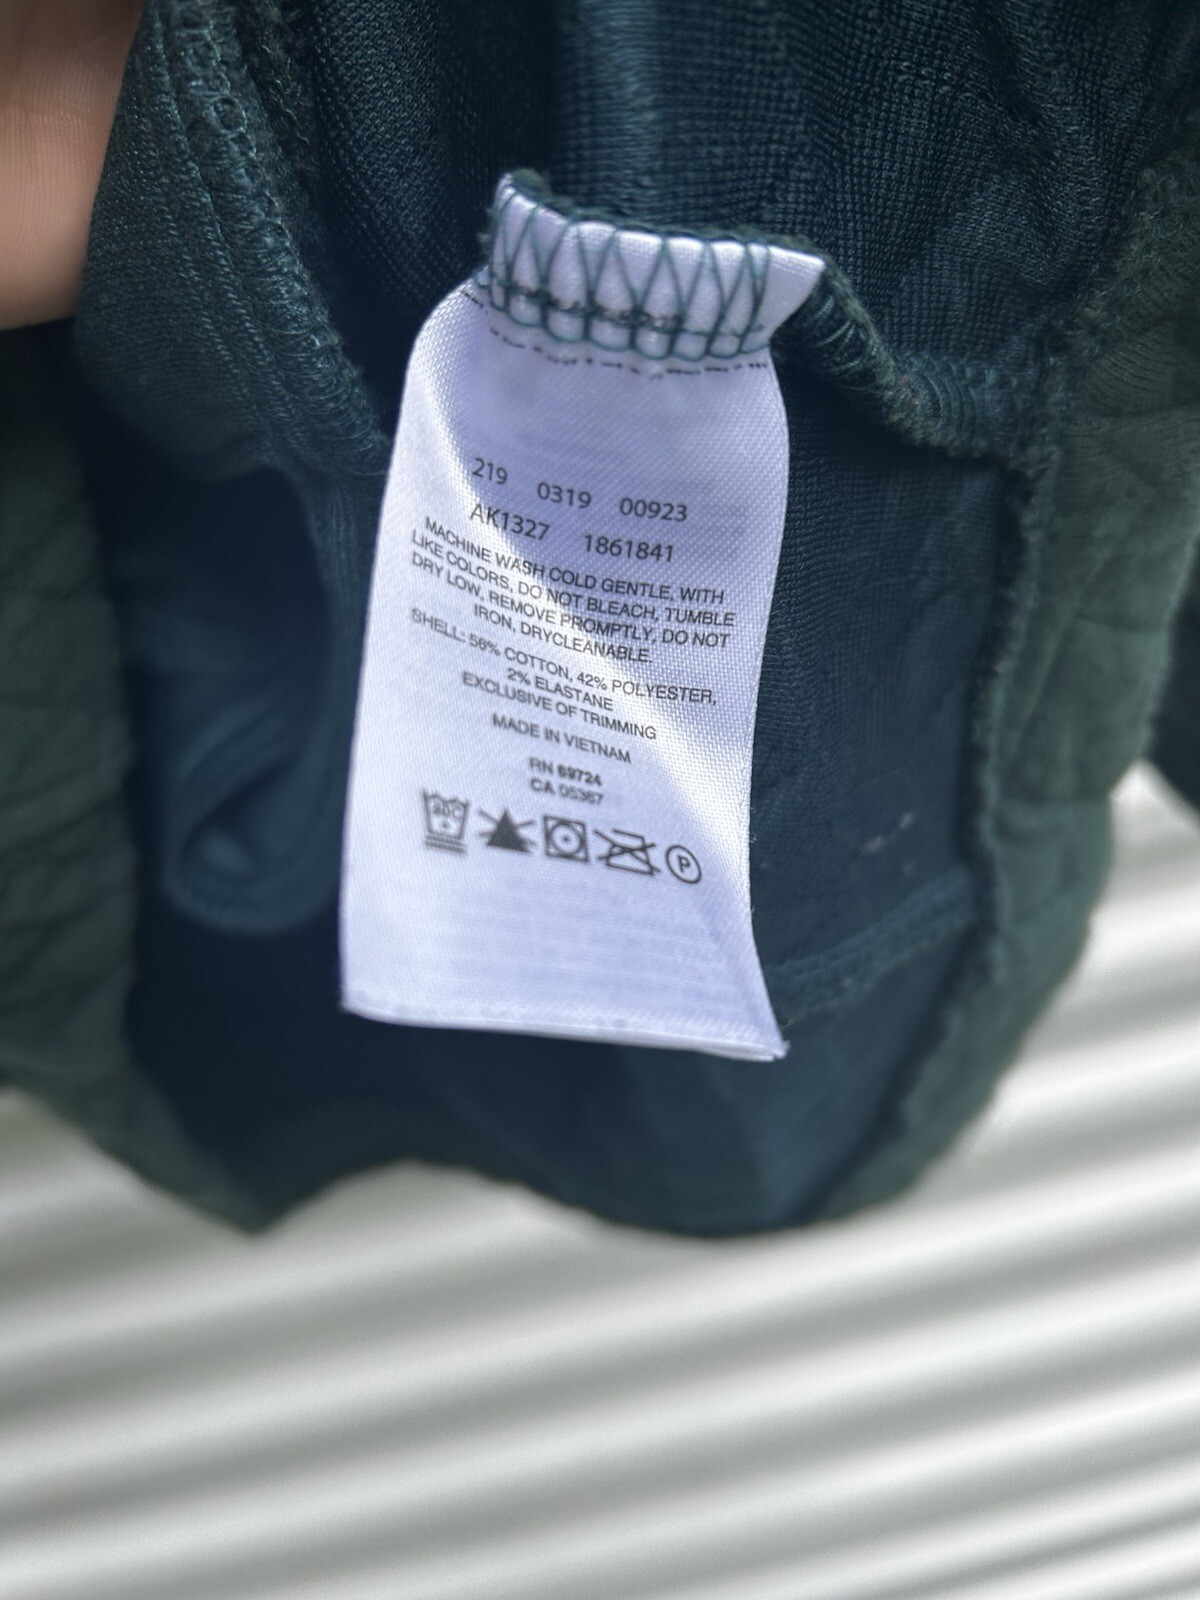 219 0319 00923
AK1327 1861841
MACHINE WASH COLD GENTLE, WITH
LIKE COLORS, DO NOT BLEACH, TUMBLE
DRY LOW, REMOVE PROMPTLY, DO NOT
IRON, DRYCLEANABLE.
SHELL: 56% COTTON, 42% POLYESTER,
2% ELASTANE
EXCLUSIVE OF TRIMMING
MADE IN VIETNAM
RN 69724
CA 05367
P